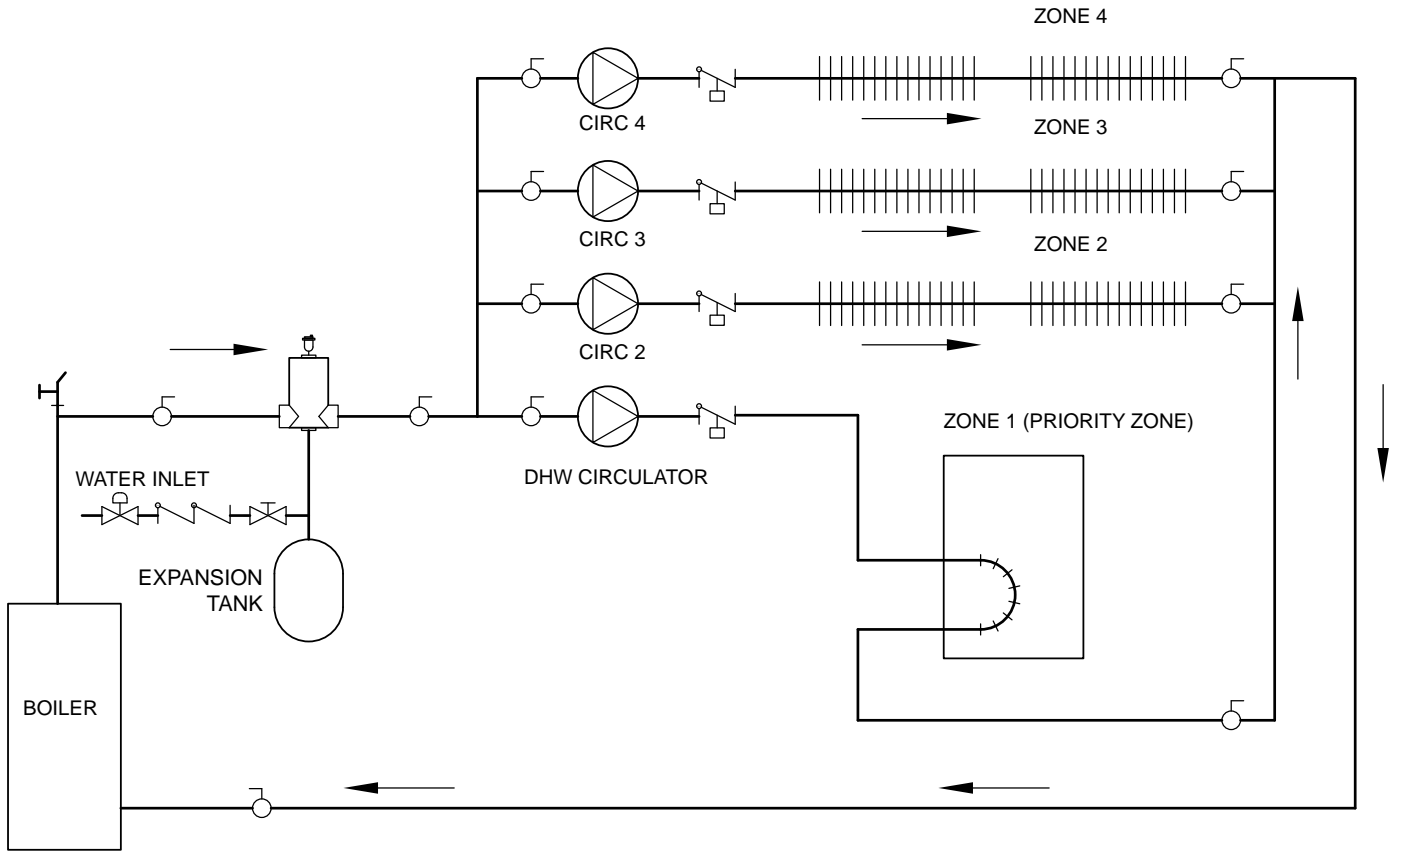 ZONE 4
CIRC 4
ZONE 3
CIRC 3
ZONE 2
CIRC 2
ZONE 1 (PRIORITY ZONE)
DHW CIRCULATOR
WATER INLET
EXPANSION
TANK
BOILER